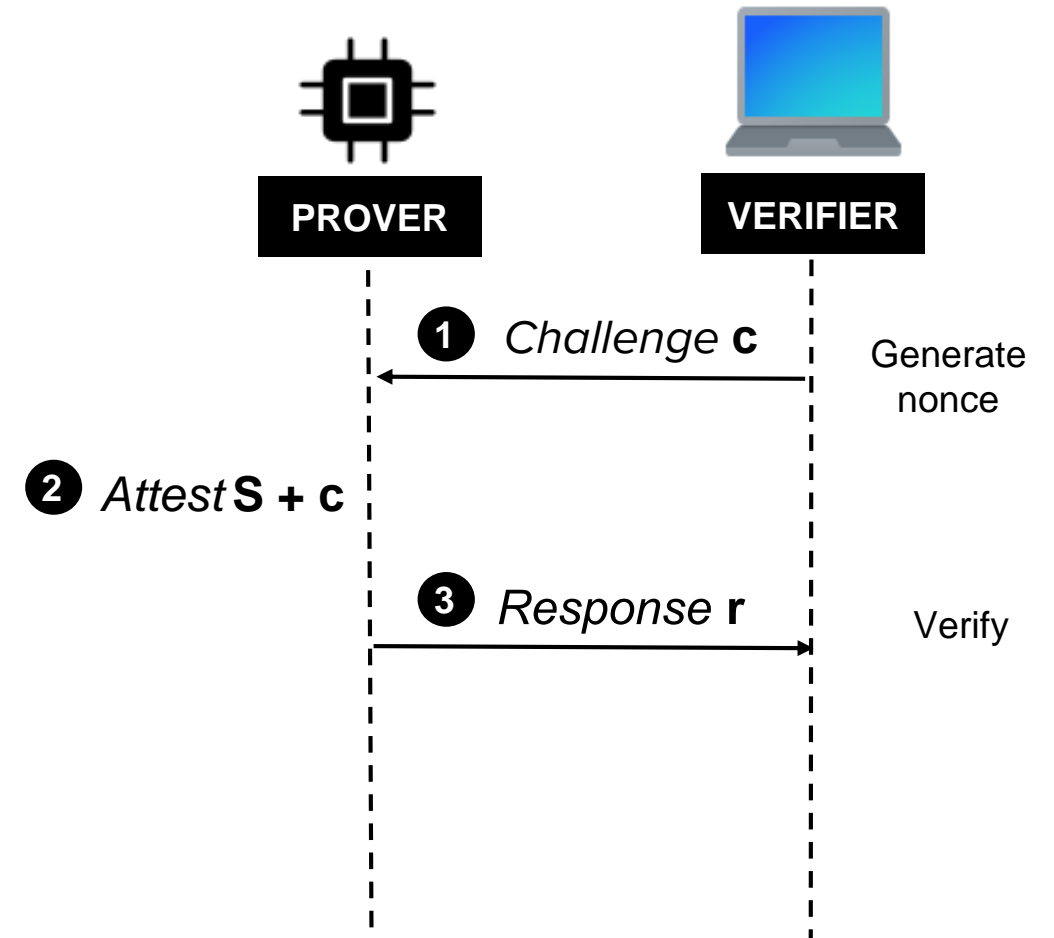 PROVER
VERIFIER
1 Challenge c
Generate
nonce
2 Attest S + c
3 Response r
Verify